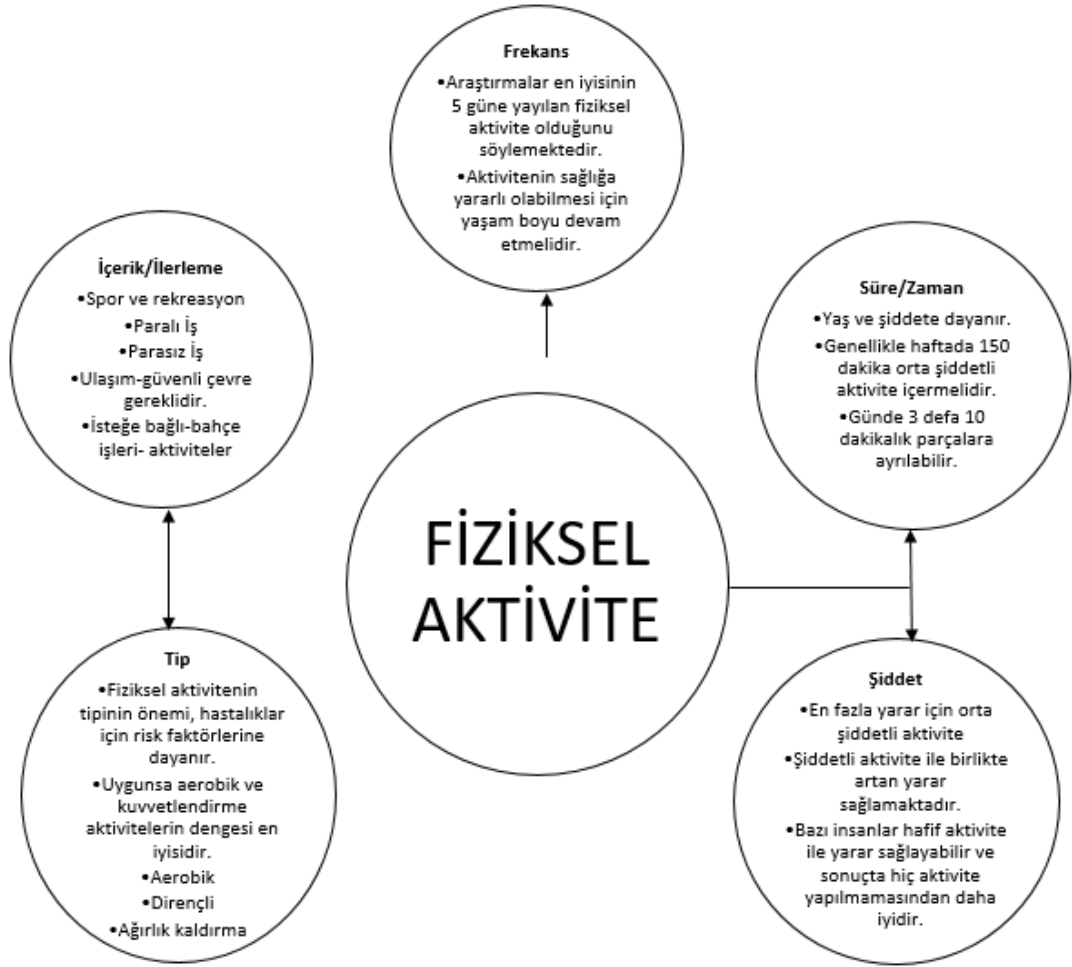 Frekans
•Araştırmalar en iyisinin
5 güne yayılan fiziksel
aktivite olduğunu
söylemektedir.
•Aktivitenin sağlığa
yararlı olabilmesi için
yaşam boyu devam
etmelidir.
İçerik/İlerleme
•Spor ve rekreasyon
•Paralı İş
•Parasız İş
•Ulaşım-güvenli çevre
gereklidir.
•İsteğe bağlı-bahçe
işleri- aktiviteler
Süre/Zaman
•Yaş ve şiddete dayanır.
•Genellikle haftada 150
dakika orta şiddetli
aktivite içermelidir.
•Günde 3 defa 10
dakikalık parçalara
ayrılabilir.
FİZİKSEL
AKTİVİTE
Tip
•Fiziksel aktivitenin
tipinin önemi, hastalıklar
için risk faktörlerine
dayanır.
•Uygunsa aerobik ve
kuvvetlendirme
aktivitelerin dengesi en
iyisidir.
•Aerobik
•Dirençli
•Ağırlık kaldırma
Şiddet
•En fazla yarar için orta
şiddetli aktivite
•Şiddetli aktivite ile birlikte
artan yarar
sağlamaktadır.
•Bazı insanlar hafif aktivite
ile yarar sağlayabilir ve
sonuçta hiç aktivite
yapılmamasından daha
iyidir.